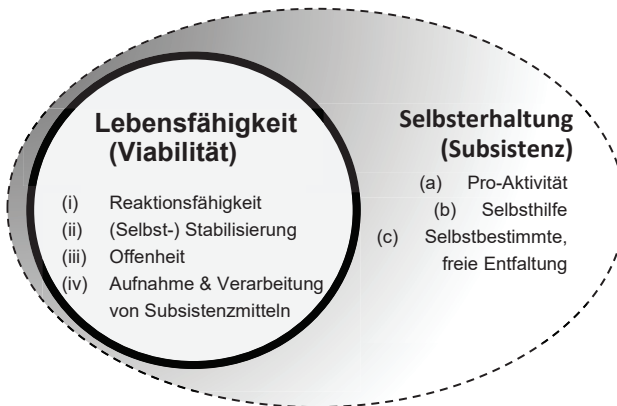 Lebensfähigkeit
(Viabilität)
(i) Reaktionsfähigkeit
(ii) (Selbst-) Stabilisierung
(iii) Offenheit
(iv) Aufnahme & Verarbeitung
von Subsistenzmitteln
Selbsterhaltung
(Subsistenz)
(a) Pro-Aktivität
(b) Selbsthilfe
(c) Selbstbestimmte,
freie Entfaltung